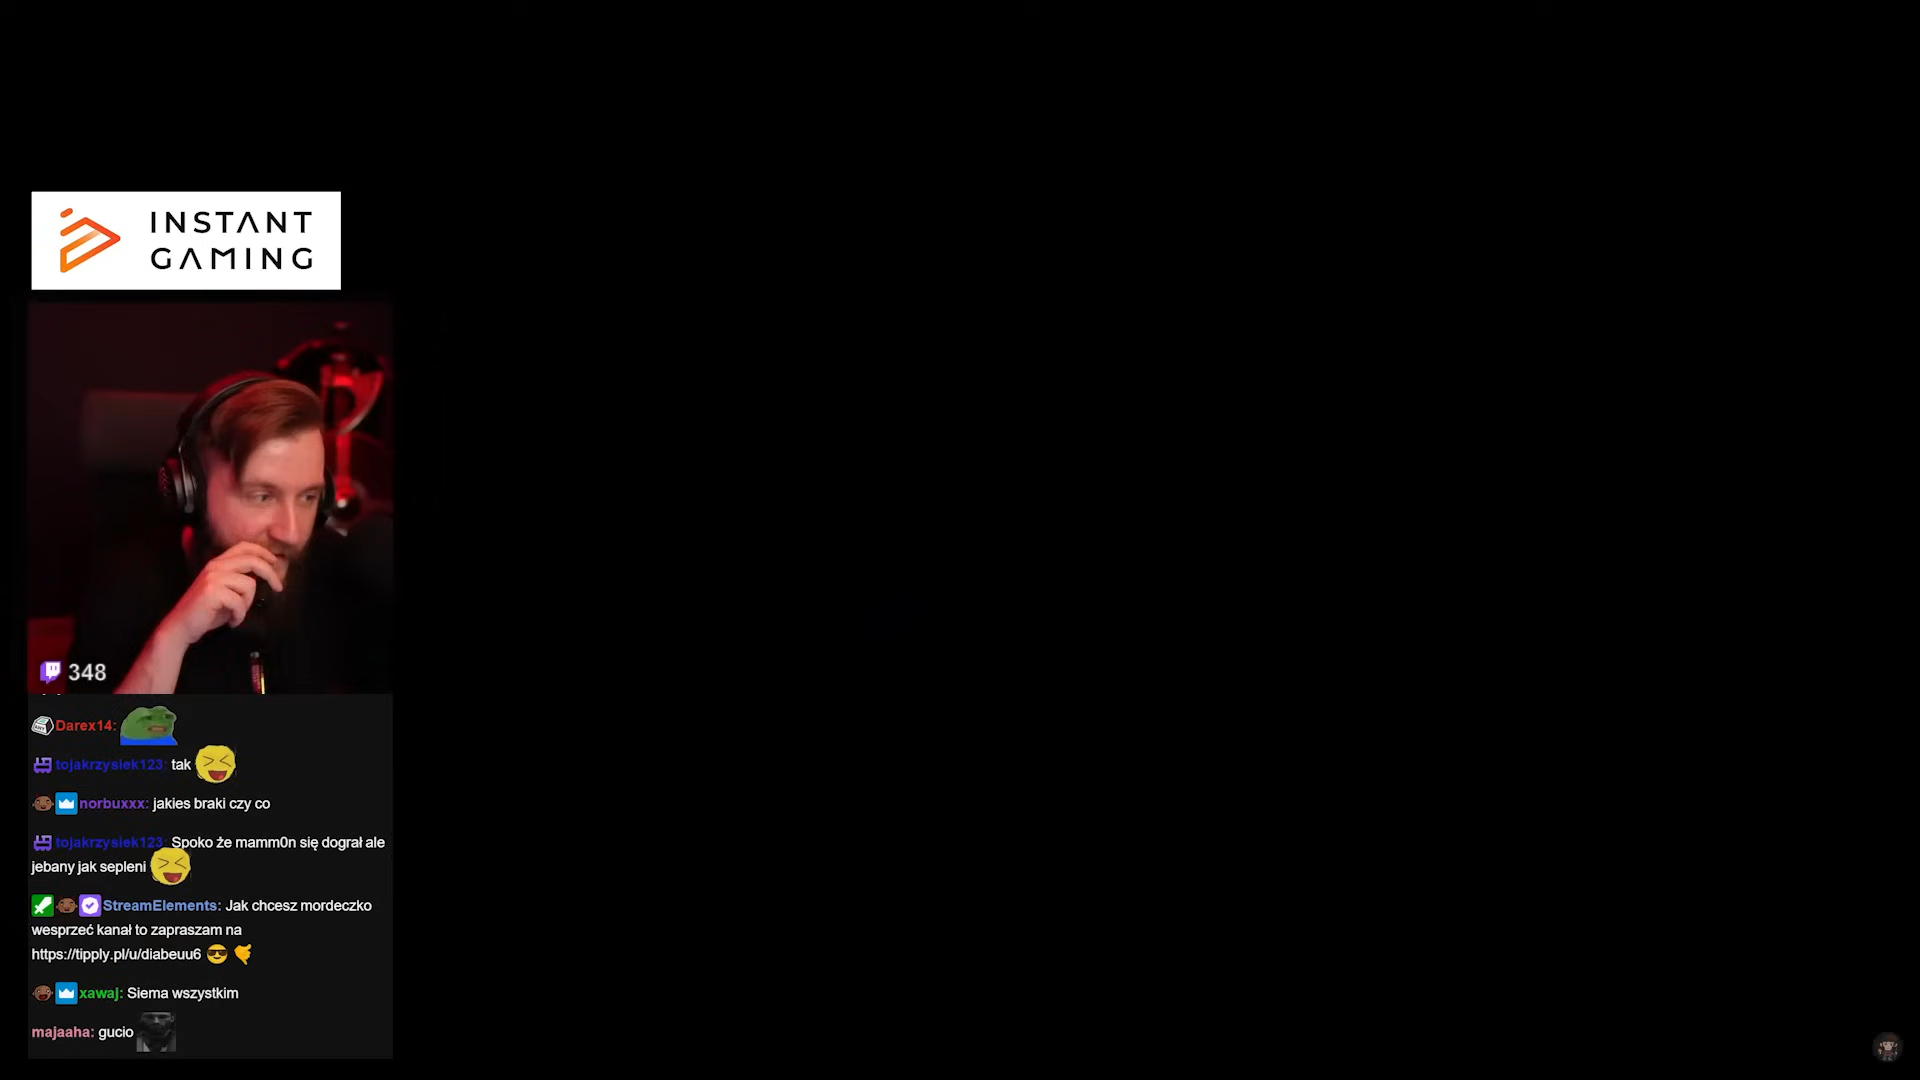 INSTANT
GAMING
348
Darex14:
tojakrzysiek123: tak
norbuxxx: jakies braki czy co
tojakrzysiek123: Spoko że mamm0n się dograł ale
jebany jak sepleni
StreamElements: Jak chcesz mordeczko
wesprzeć kanał to zapraszam na
https://tipply.pl/u/diabeuu6
xawaj: Siema wszystkim
majaaha: gucio